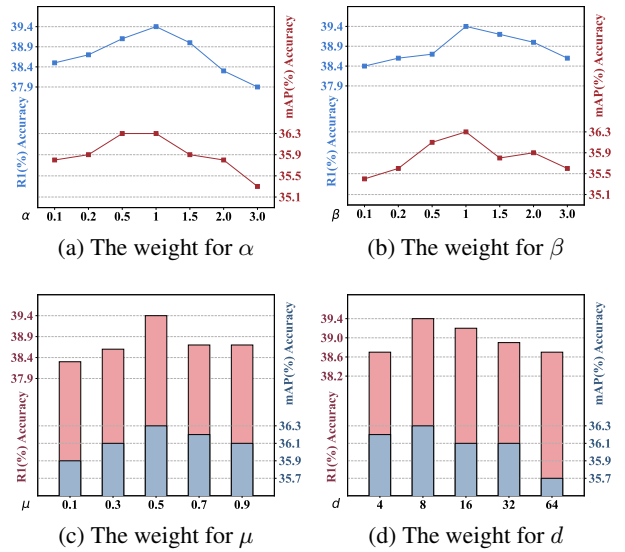 39.4
38.9
38.4
37.9
R1(%) Accuracy
mAP(%) Accuracy
36.3
35.9
35.5
35.1
α 0.1 0.2 0.5 1 1.5 2.0 3.0
(a) The weight for α
39.4
38.9
38.4
37.9
R1(%) Accuracy
mAP(%) Accuracy
36.3
35.9
35.5
35.1
β 0.1 0.2 0.5 1 1.5 2.0 3.0
(b) The weight for β
39.4
38.9
38.4
37.9
R1(%) Accuracy
mAP(%) Accuracy
36.3
36.1
35.9
35.7
μ 0.1 0.3 0.5 0.7 0.9
(c) The weight for μ
39.4
39.0
38.6
38.2
R1(%) Accuracy
mAP(%) Accuracy
36.3
36.1
35.9
35.7
d 4 8 16 32 64
(d) The weight for d